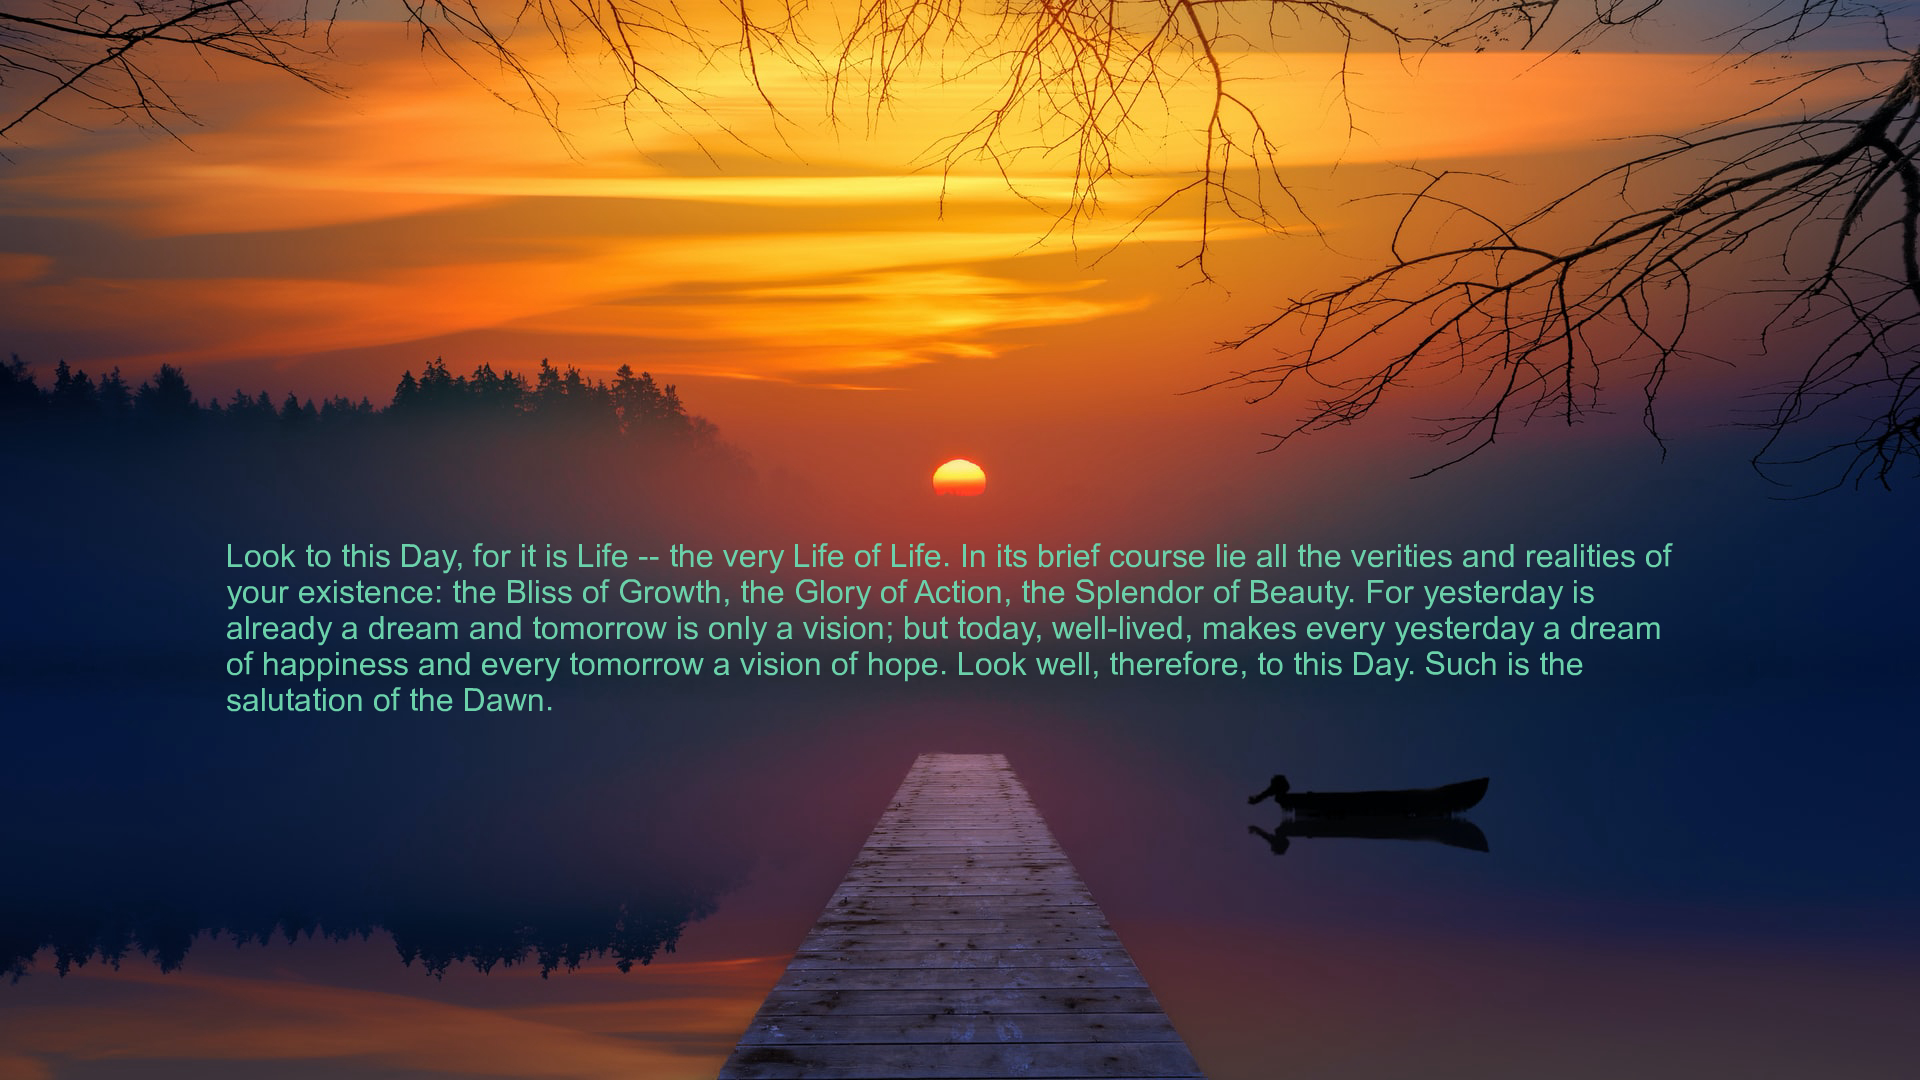 Look to this Day, for it is Life -- the very Life of Life. In its brief course lie all the verities and realities of
your existence: the Bliss of Growth, the Glory of Action, the Splendor of Beauty. For yesterday is
already a dream and tomorrow is only a vision; but today, well-lived, makes every yesterday a dream
of happiness and every tomorrow a vision of hope. Look well, therefore, to this Day. Such is the
salutation of the Dawn.